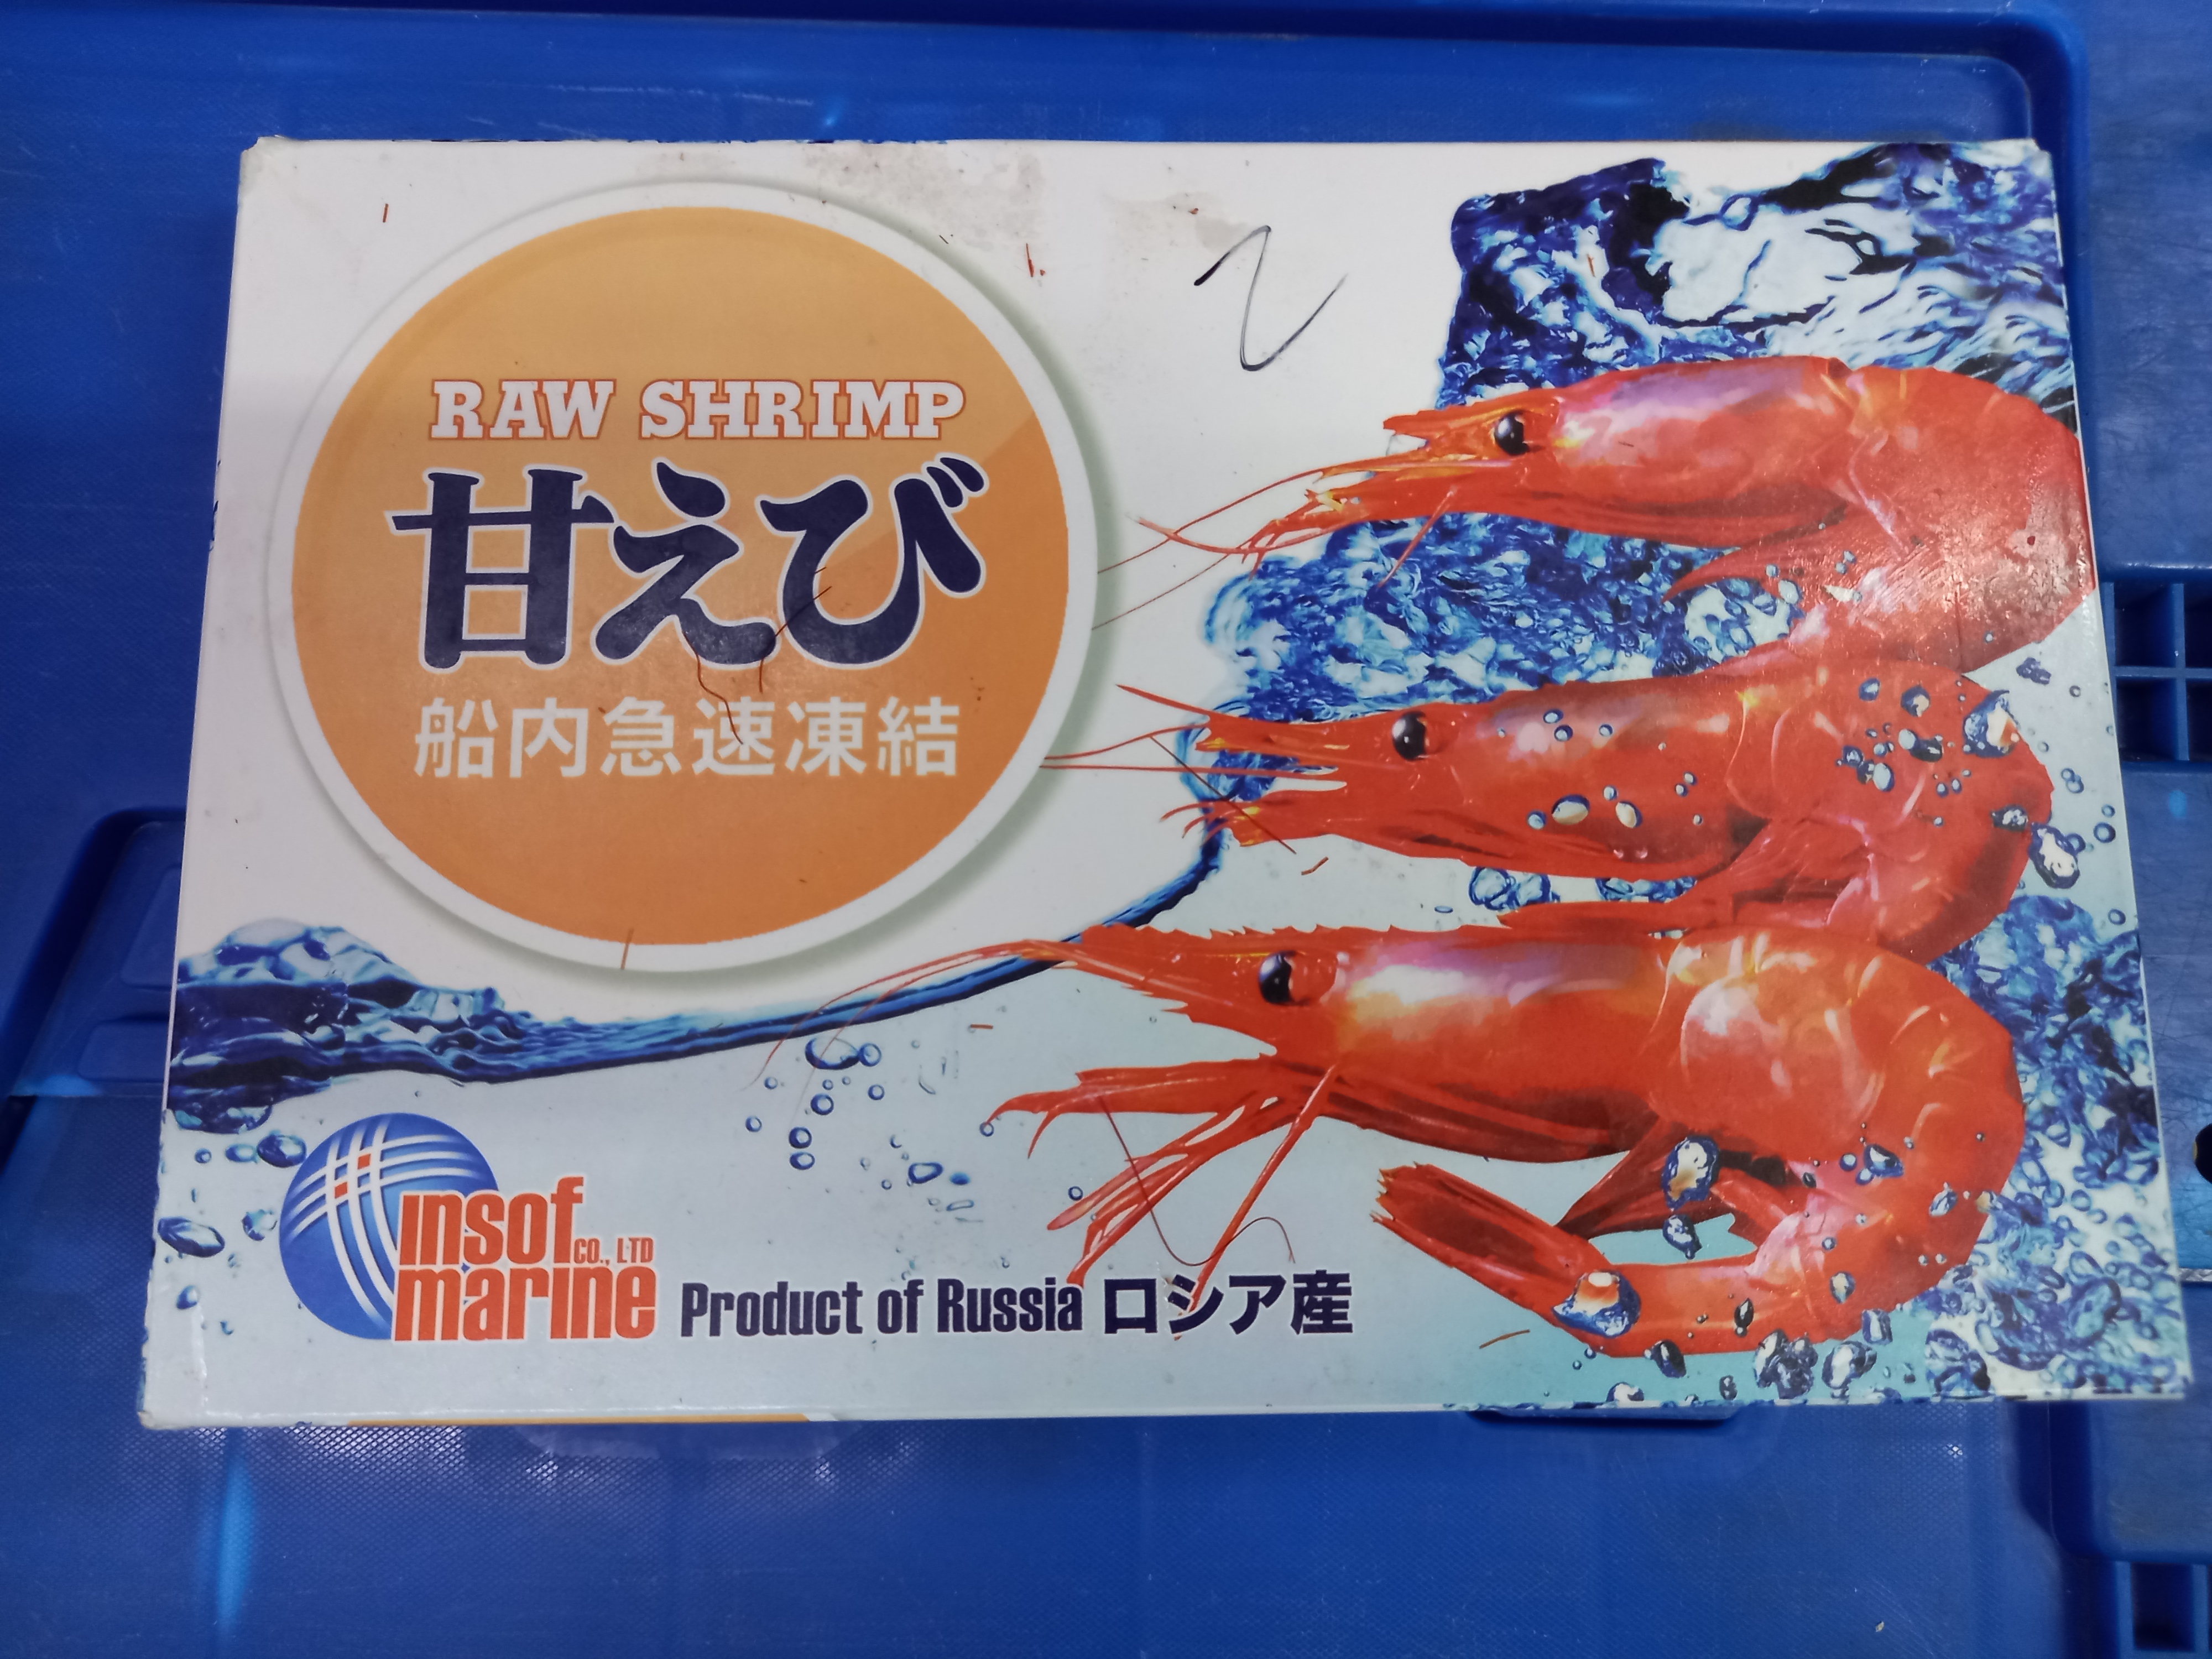 RAW SHRIMP
甘えび
船内急速凍結
insof CO., LTD
marine
Product of Russia ロシア産